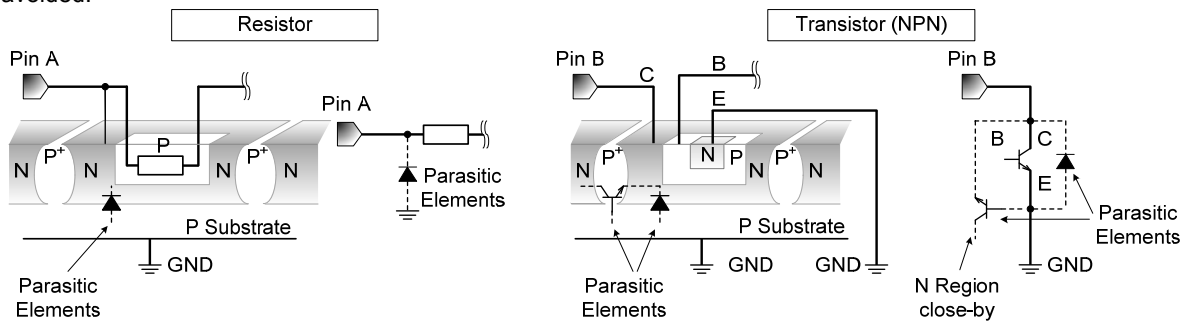 avoided.
Resistor
Transistor (NPN)
Pin A
Pin A
N
P+
N
P
N
P+
N
Parasitic
Elements
P Substrate
GND
Parasitic
Elements
Pin B
C
B
E
N
P+
N
N
P
N
P+
N
P Substrate
GND
GND
Parasitic
Elements
Pin B
B
C
E
Parasitic
Elements
GND
N Region
close-by